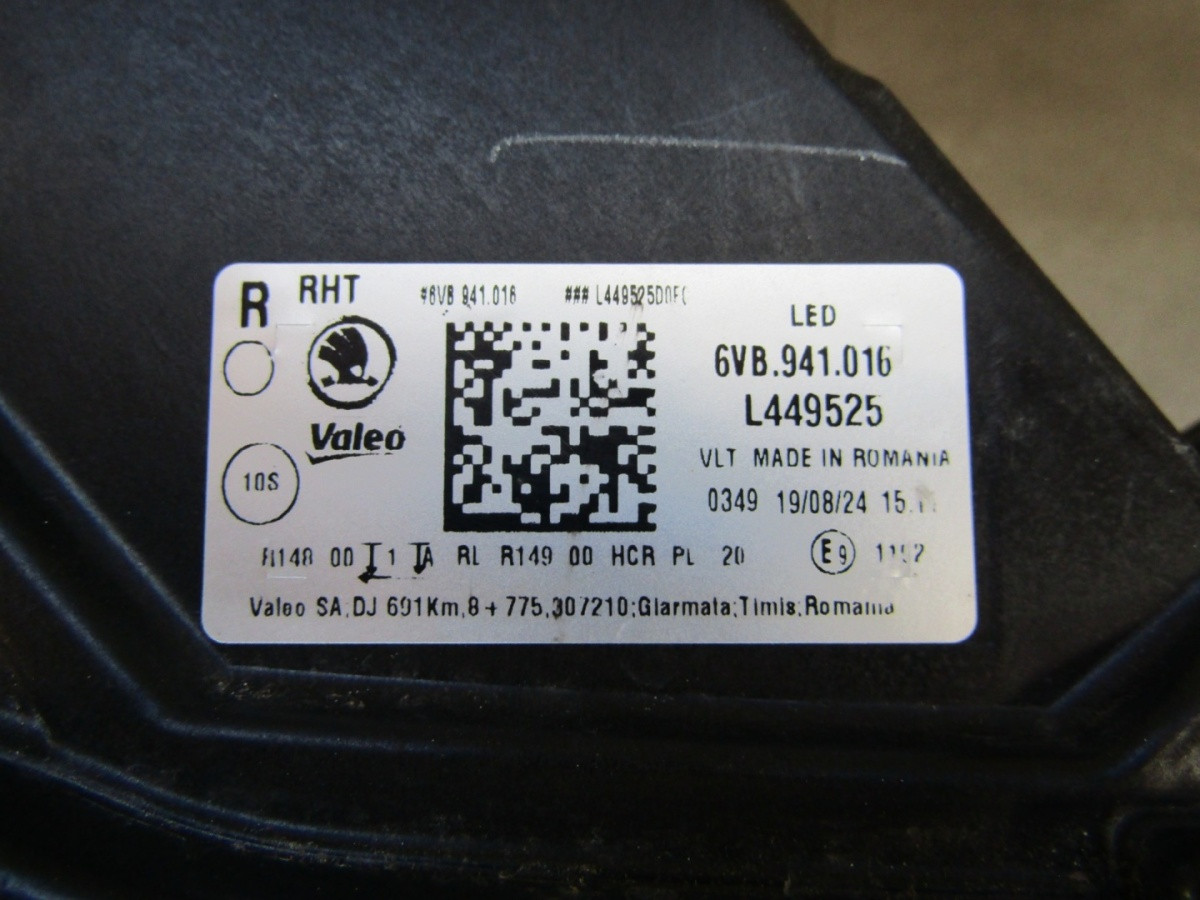 R RHT
#6VB 941.016 ### L449525D0FC
LED
6VB.941.016
L449525
Valeo
VLT MADE IN ROMANIA
10S
0349 19/08/24
R148 00 1 A RL R149 00 HCR PL 20 E9
Valeo SA,DJ 691Km,8+775,307210;Giarmata;Timis;Romania